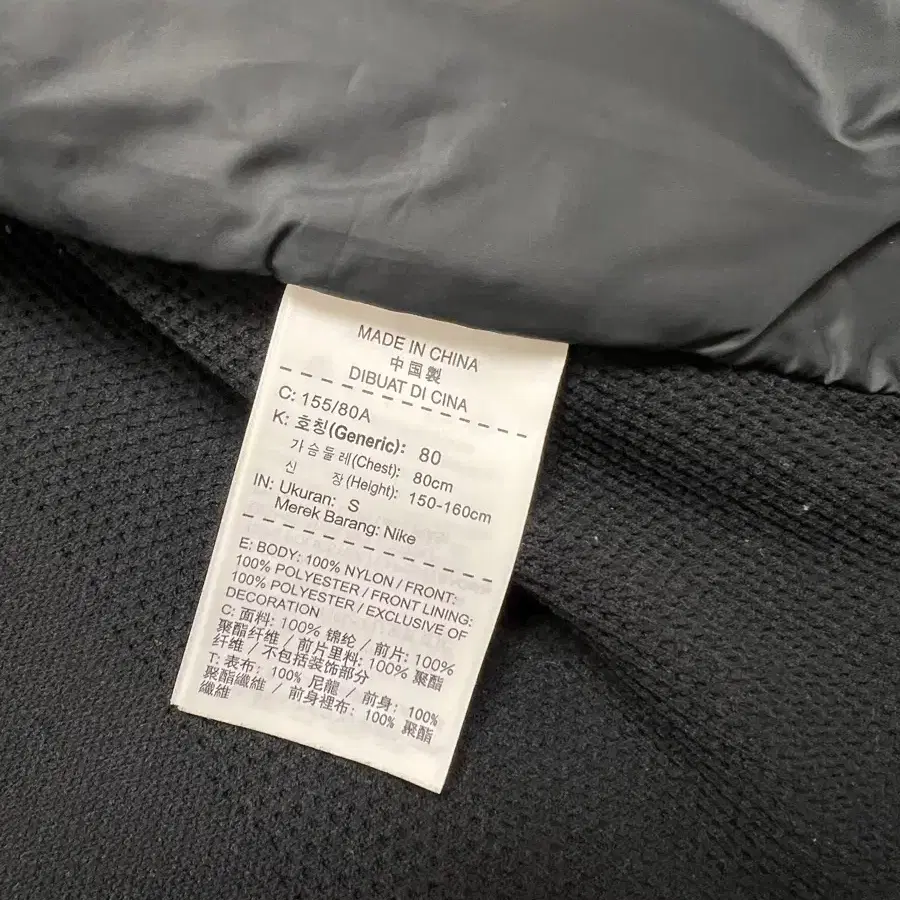 MADE IN CHINA
中国製
DIBUAT DI CINA
C: 155/80A
K: 호칭(Generic): 80
가슴둘레(Chest): 80cm
신 장(Height): 150-160cm
IN: Ukuran: S
Merek Barang: Nike
E: BODY: 100% NYLON / FRONT:
100% POLYESTER / FRONT LINING:
100% POLYESTER / EXCLUSIVE OF
DECORATION
C: 面料: 100% 锦纶 / 前片: 100%
聚酯纤维 / 前片里料: 100% 聚酯
纤维 / 不包括装饰部分
T: 表布: 100% 尼龍 / 前身: 100%
聚酯纖維 / 前身裡布: 100% 聚酯
纖維